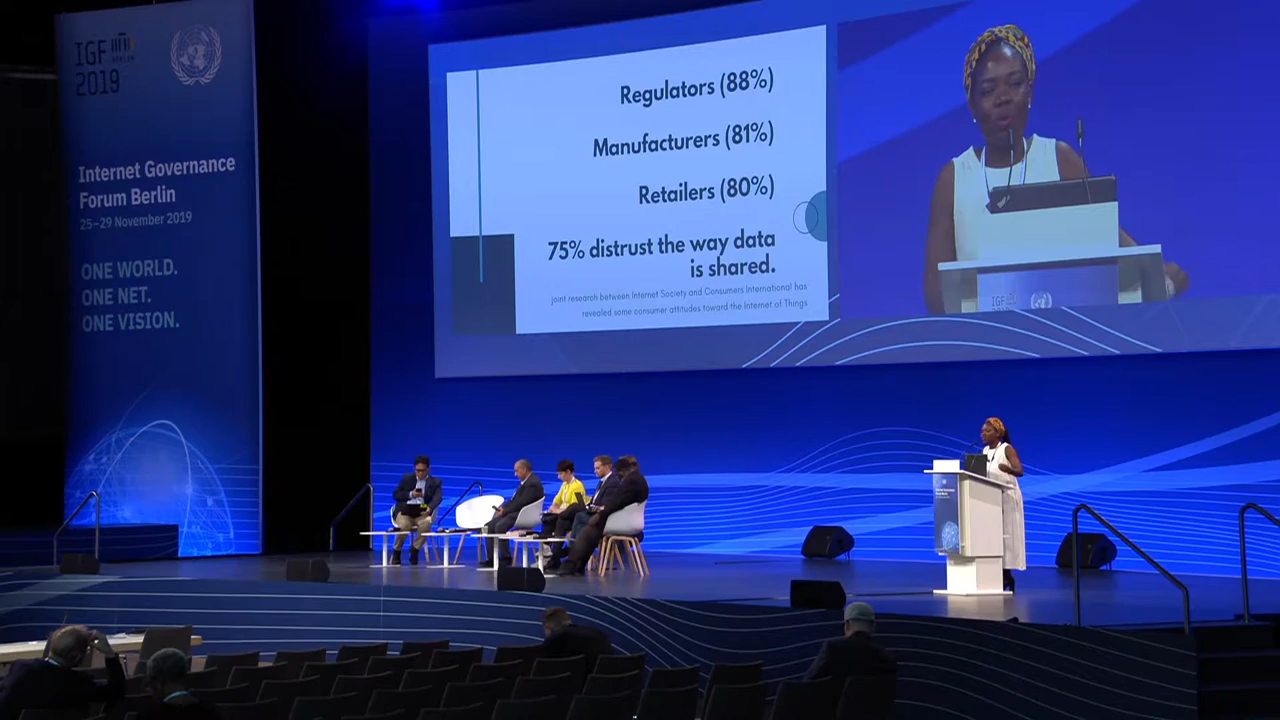 IGF
BERLIN
2019
Internet Governance
Forum Berlin
25–29 November 2019
ONE WORLD.
ONE NET.
ONE VISION.
Regulators (88%)
Manufacturers (81%)
Retailers (80%)
75% distrust the way data
is shared.
joint research between Internet Society and Consumers International has
revealed some consumer attitudes toward the Internet of Things
IGF